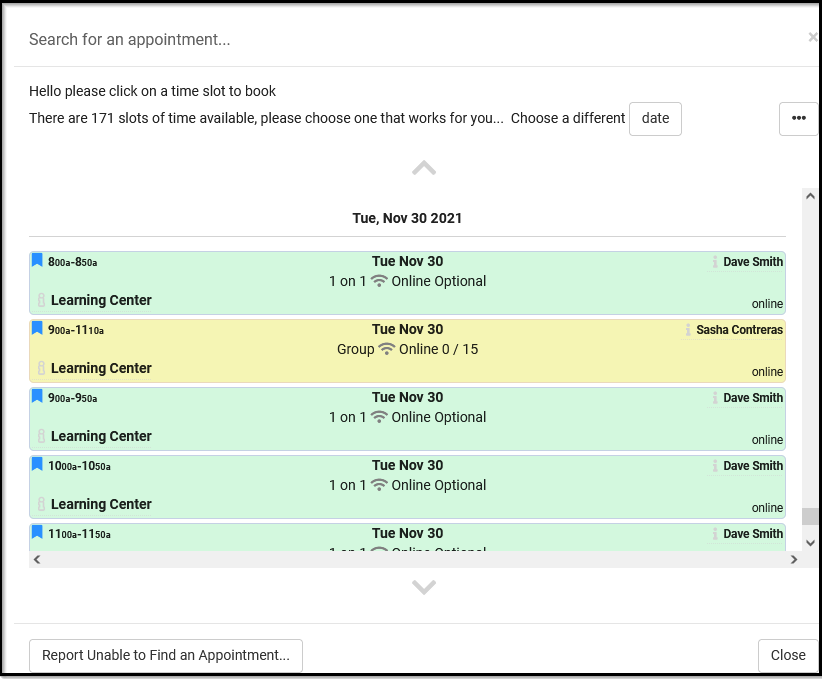 Search for an appointment...
×
Hello please click on a time slot to book
There are 171 slots of time available, please choose one that works for you... Choose a different date
•••
Tue, Nov 30 2021
800a-850a Tue Nov 30 Dave Smith
1 on 1 Online Optional
Learning Center online
900a-1110a Tue Nov 30 Sasha Contreras
Group Online 0 / 15
Learning Center online
900a-950a Tue Nov 30 Dave Smith
1 on 1 Online Optional
Learning Center online
1000a-1050a Tue Nov 30 Dave Smith
1 on 1 Online Optional
Learning Center online
1100a-1150a Tue Nov 30 Dave Smith
1 on 1 Online Optional
Report Unable to Find an Appointment... Close